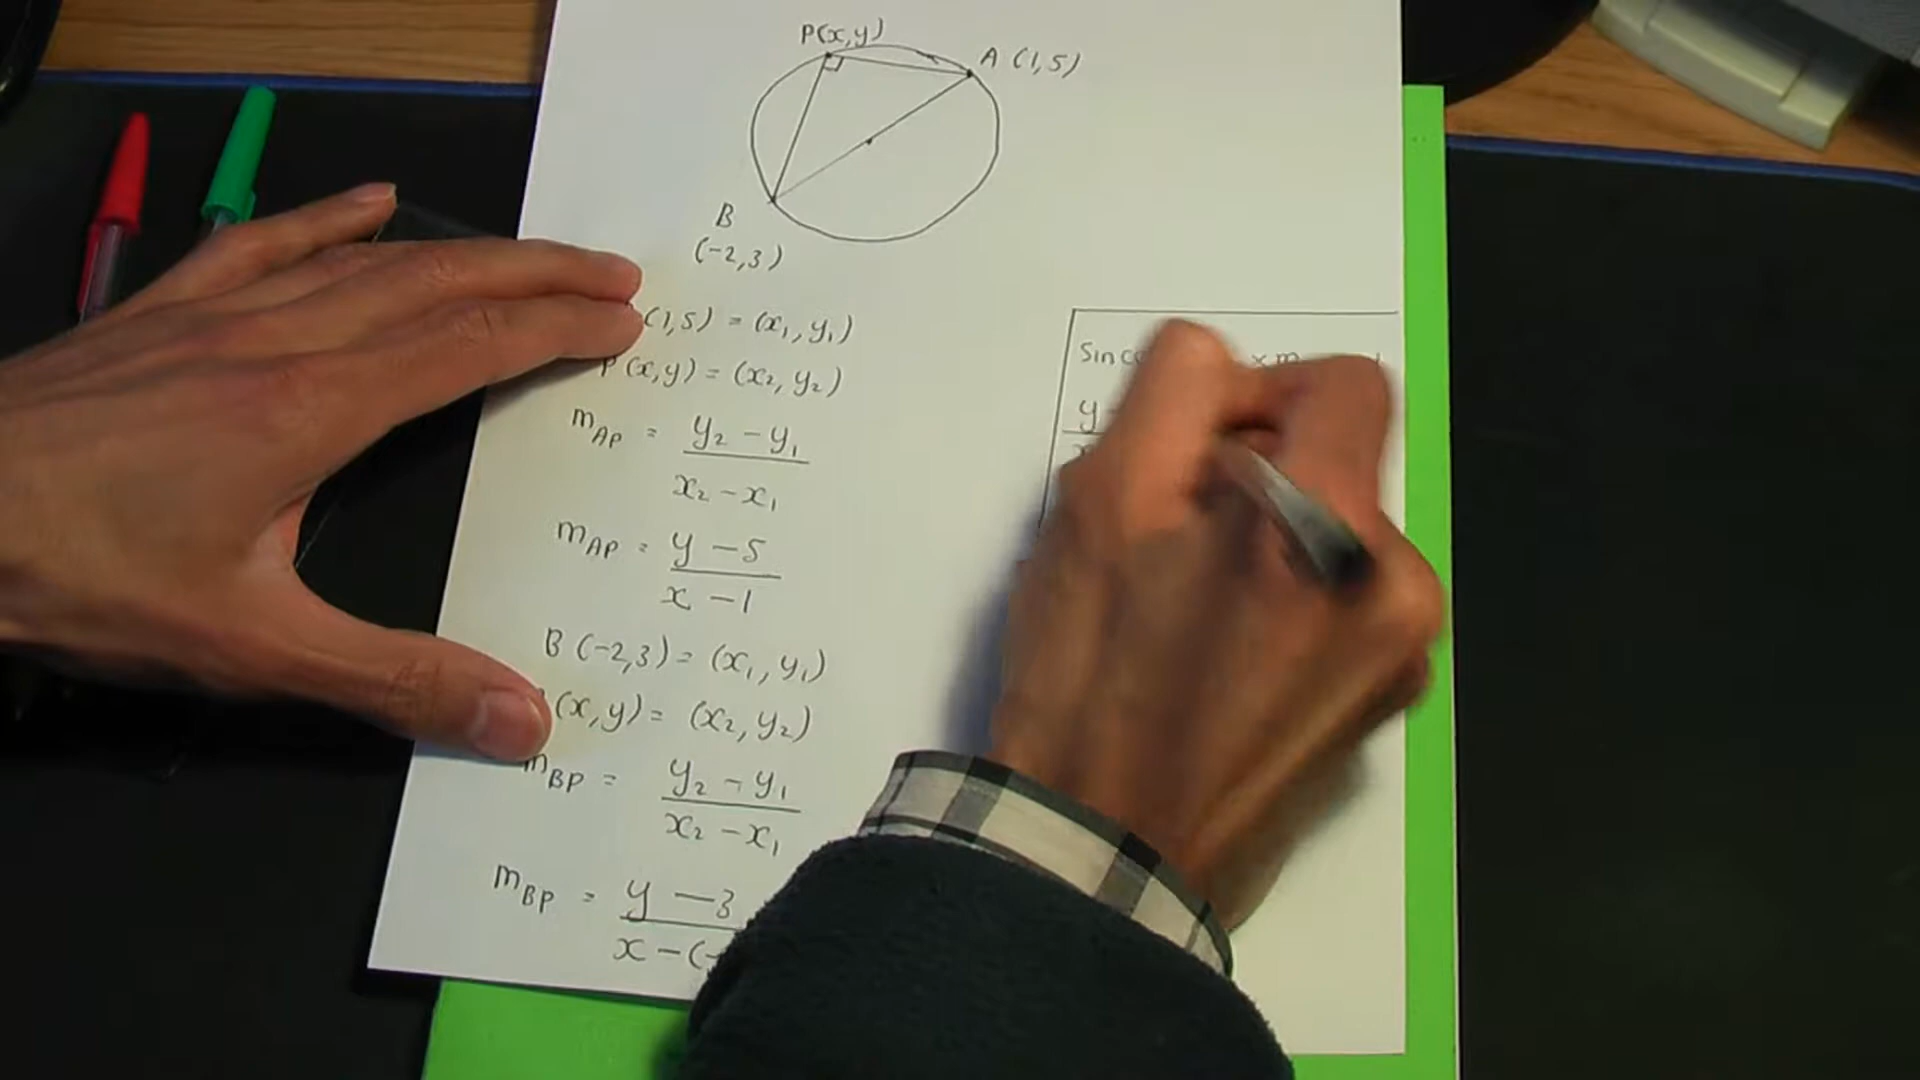 P(x,y)
A (1,5)
B
(-2,3)
(1,5) = (x₁, y₁)
P (x,y) = (x₂, y₂)
m_AP = y₂ - y₁
x₂ - x₁
m_AP = y - 5
x - 1
B (-2,3) = (x₁, y₁)
(x,y) = (x₂, y₂)
m_BP = y₂ - y₁
x₂ - x₁
m_BP = y - 3
x - (-
x m
y
x